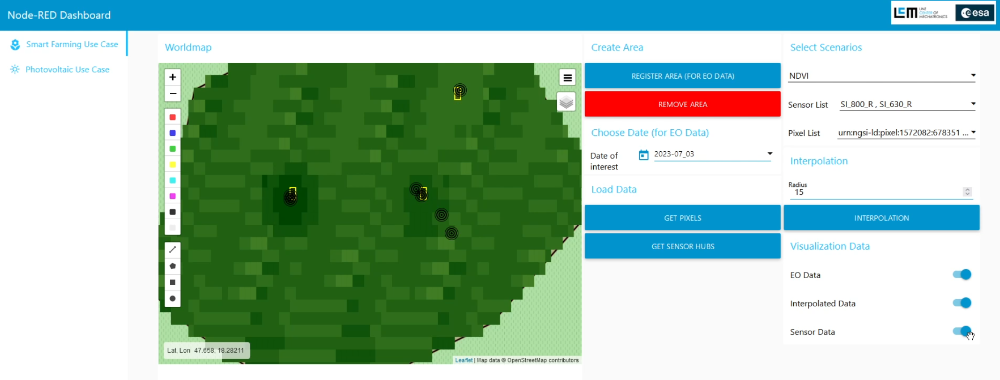 Node-RED Dashboard
LCM LINZ CENTER OF MECHATRONICS
esa
Smart Farming Use Case
Photovoltaic Use Case
Worldmap
+
−
Lat, Lon 47.658, 18.28211
Leaflet | Map data © OpenStreetMap contributors
Create Area
REGISTER AREA (FOR EO DATA)
REMOVE AREA
Choose Date (for EO Data)
Date of
interest
2023-07_03
Load Data
GET PIXELS
GET SENSOR HUBS
Select Scenarios
NDVI
Sensor List SI_800_R , SI_630_R
Pixel List urn:ngsi-ld:pixel:1572082:678351 ...
Interpolation
Radius
15
INTERPOLATION
Visualization Data
EO Data
Interpolated Data
Sensor Data